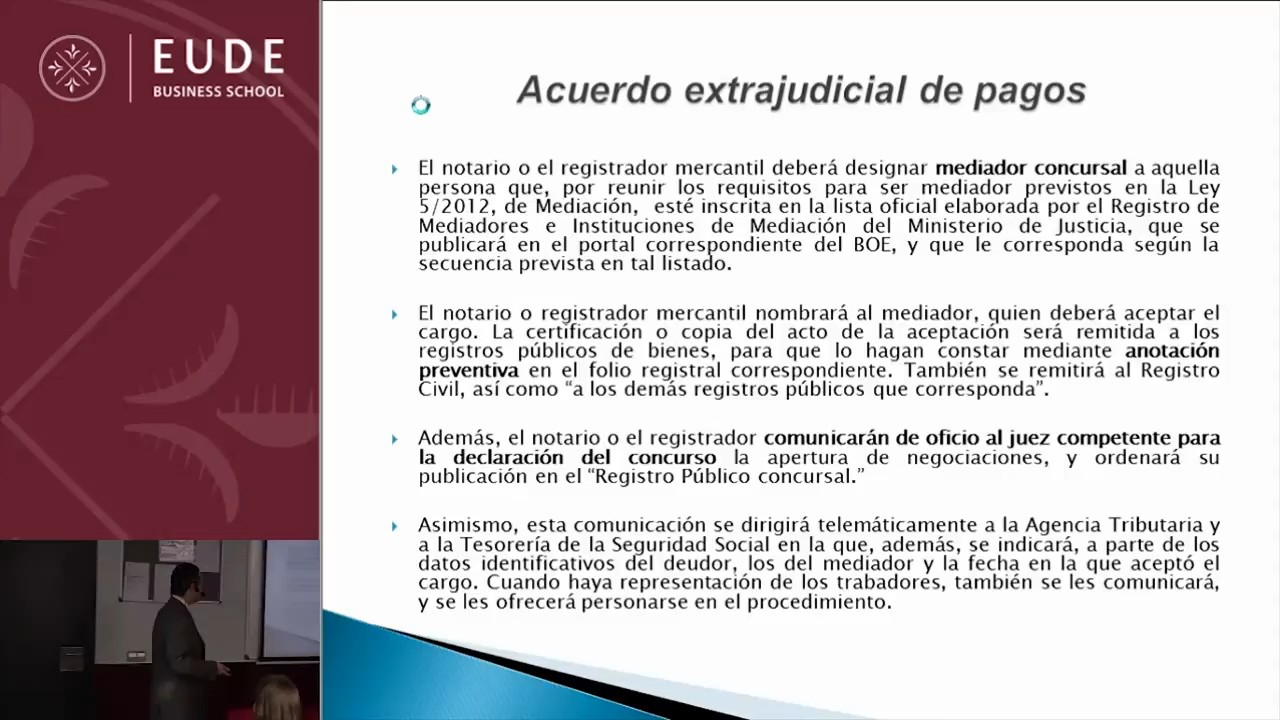 EUDE
BUSINESS SCHOOL
Acuerdo extrajudicial de pagos
El notario o el registrador mercantil deberá designar mediador concursal a aquella
persona que, por reunir los requisitos para ser mediador previstos en la Ley
5/2012, de Mediación, esté inscrita en la lista oficial elaborada por el Registro de
Mediadores e Instituciones de Mediación del Ministerio de Justicia, que se
publicará en el portal correspondiente del BOE, y que le corresponda según la
secuencia prevista en tal listado.
El notario o registrador mercantil nombrará al mediador, quien deberá aceptar el
cargo. La certificación o copia del acto de la aceptación será remitida a los
registros públicos de bienes, para que lo hagan constar mediante anotación
preventiva en el folio registral correspondiente. También se remitirá al Registro
Civil, así como “a los demás registros públicos que corresponda”.
Además, el notario o el registrador comunicarán de oficio al juez competente para
la declaración del concurso la apertura de negociaciones, y ordenará su
publicación en el “Registro Público concursal.”
Asimismo, esta comunicación se dirigirá telemáticamente a la Agencia Tributaria y
a la Tesorería de la Seguridad Social en la que, además, se indicará, a parte de los
datos identificativos del deudor, los del mediador y la fecha en la que aceptó el
cargo. Cuando haya representación de los trabadores, también se les comunicará,
y se les ofrecerá personarse en el procedimiento.